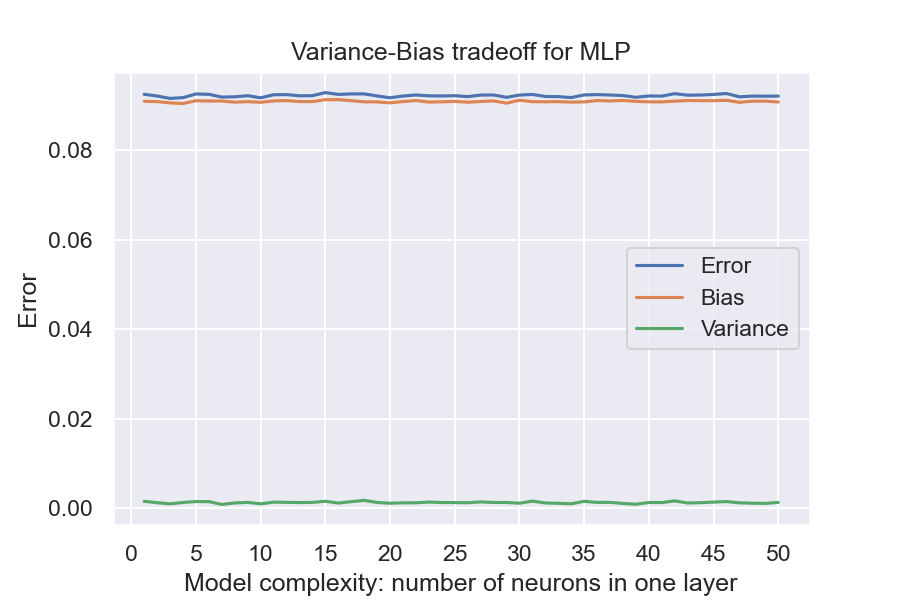 Variance-Bias tradeoff for MLP
0.08
0.06
0.04
0.02
0.00
Error
Error
Bias
Variance
0 5 10 15 20 25 30 35 40 45 50
Model complexity: number of neurons in one layer